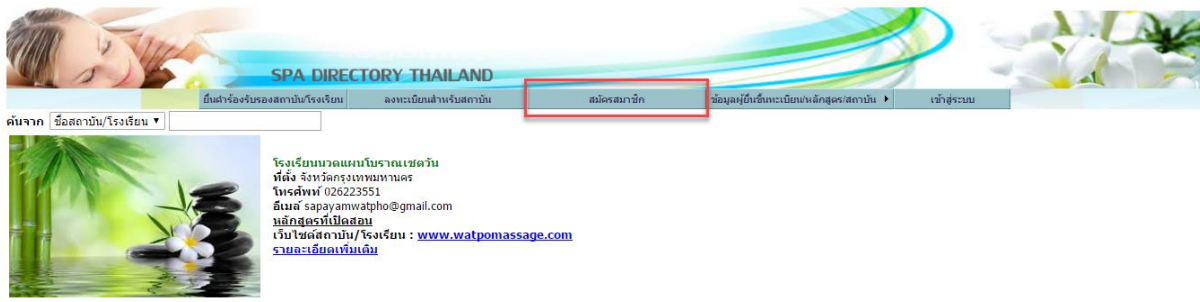 SPA DIRECTORY THAILAND
ยื่นคำร้องรับรองสถาบัน/โรงเรียน ลงทะเบียนสำหรับสถาบัน สมัครสมาชิก ข้อมูลผู้ยื่นขึ้นทะเบียน/หลักสูตร/สถาบัน เข้าสู่ระบบ
ค้นจาก ชื่อสถาบัน/โรงเรียน
โรงเรียนนวดแผนโบราณเชตวัน
ที่ตั้ง จังหวัดกรุงเทพมหานคร
โทรศัพท์ 026223551
อีเมล์ sapayamwatpho@gmail.com
หลักสูตรที่เปิดสอน
เว็บไซต์สถาบัน/โรงเรียน : www.watpomassage.com
รายละเอียดเพิ่มเติม